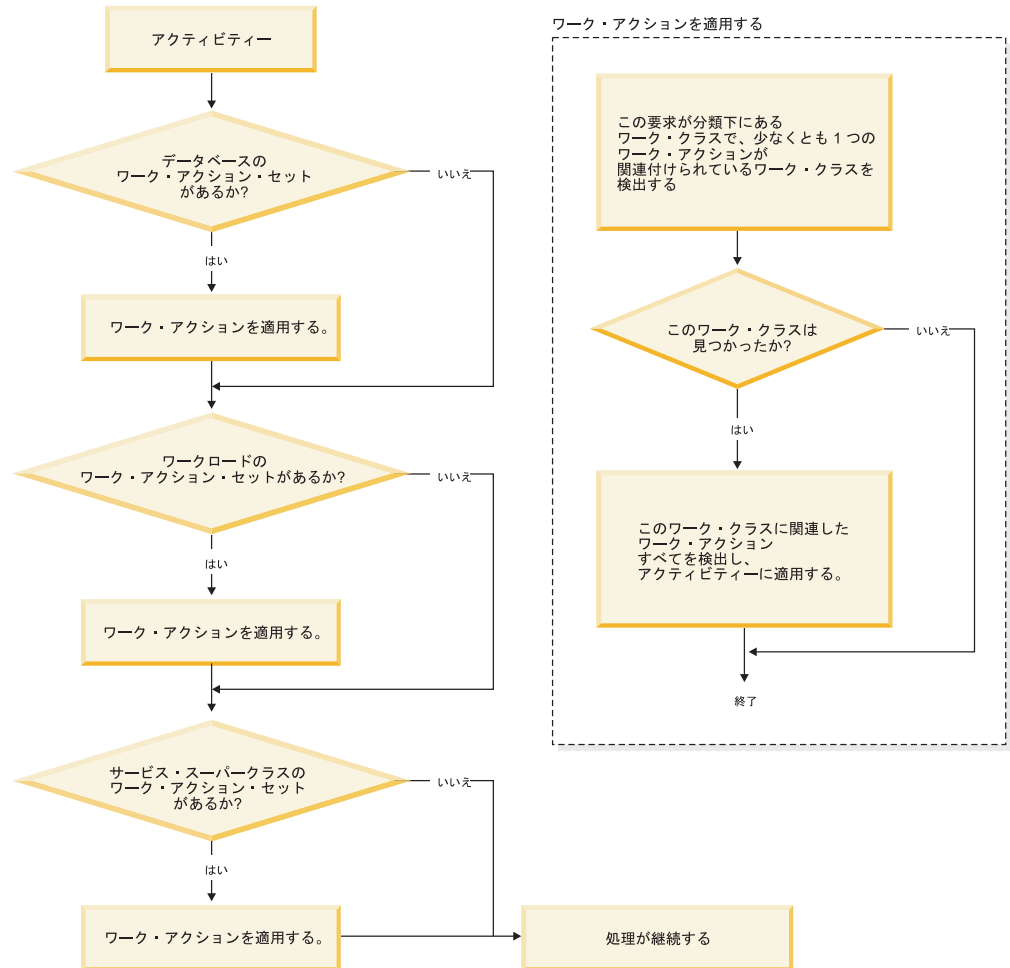 アクティビティー
データベースの
ワーク・アクション・セット
があるか?
いいえ
はい
ワーク・アクションを適用する。
ワークロードの
ワーク・アクション・セットがあるか?
いいえ
はい
ワーク・アクションを適用する。
サービス・スーパークラスの
ワーク・アクション・セット
があるか?
いいえ
はい
ワーク・アクションを適用する。
処理が継続する
ワーク・アクションを適用する
この要求が分類下にある
ワーク・クラスで、少なくとも1つの
ワーク・アクションが
関連付けられているワーク・クラスを
検出する
このワーク・クラスは
見つかったか?
いいえ
はい
このワーク・クラスに関連した
ワーク・アクション
すべてを検出し、
アクティビティーに適用する。
終了